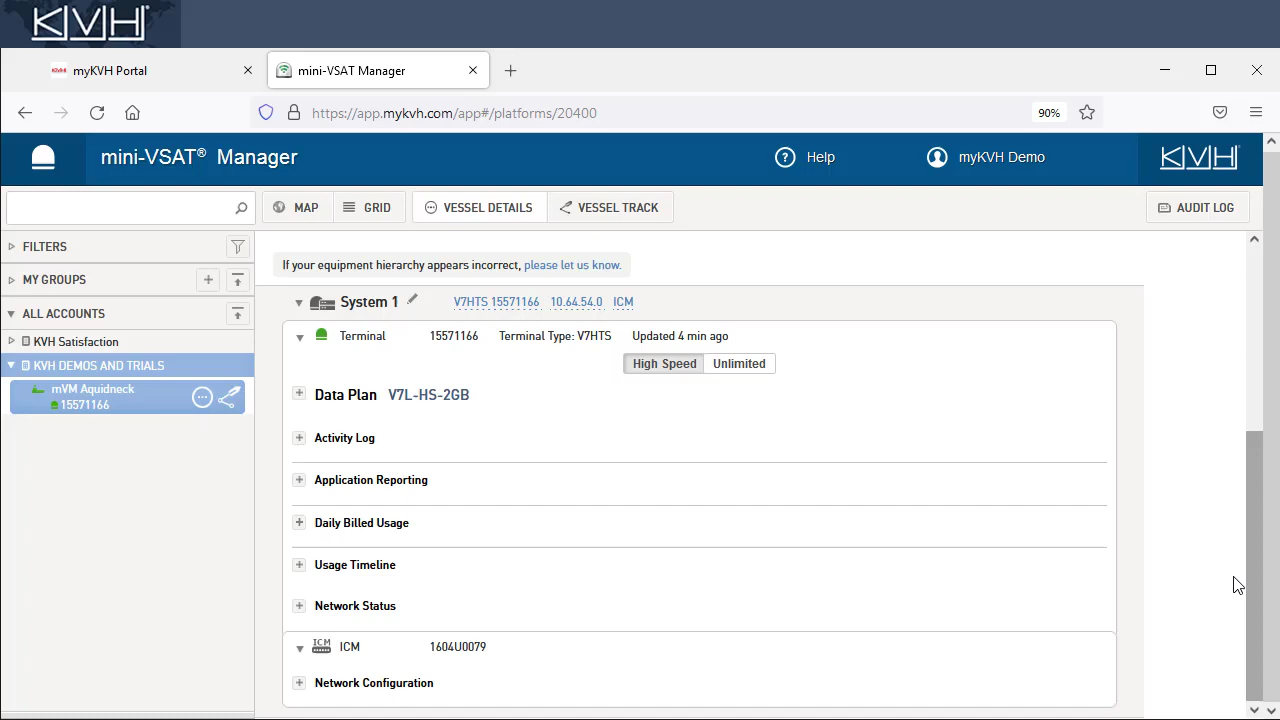 KVH
KVH myKVH Portal
mini-VSAT Manager
https://app.mykvh.com/app#/platforms/20400
90%
mini-VSAT® Manager
? Help
myKVH Demo
KVH
MAP
GRID
VESSEL DETAILS
VESSEL TRACK
AUDIT LOG
FILTERS
MY GROUPS
ALL ACCOUNTS
KVH Satisfaction
KVH DEMOS AND TRIALS
mVM Aquidneck
15571166
If your equipment hierarchy appears incorrect, please let us know.
System 1 V7HTS 15571166 10.64.54.0 ICM
Terminal 15571166 Terminal Type: V7HTS Updated 4 min ago
High Speed Unlimited
Data Plan V7L-HS-2GB
Activity Log
Application Reporting
Daily Billed Usage
Usage Timeline
Network Status
ICM ICM 1604U0079
Network Configuration